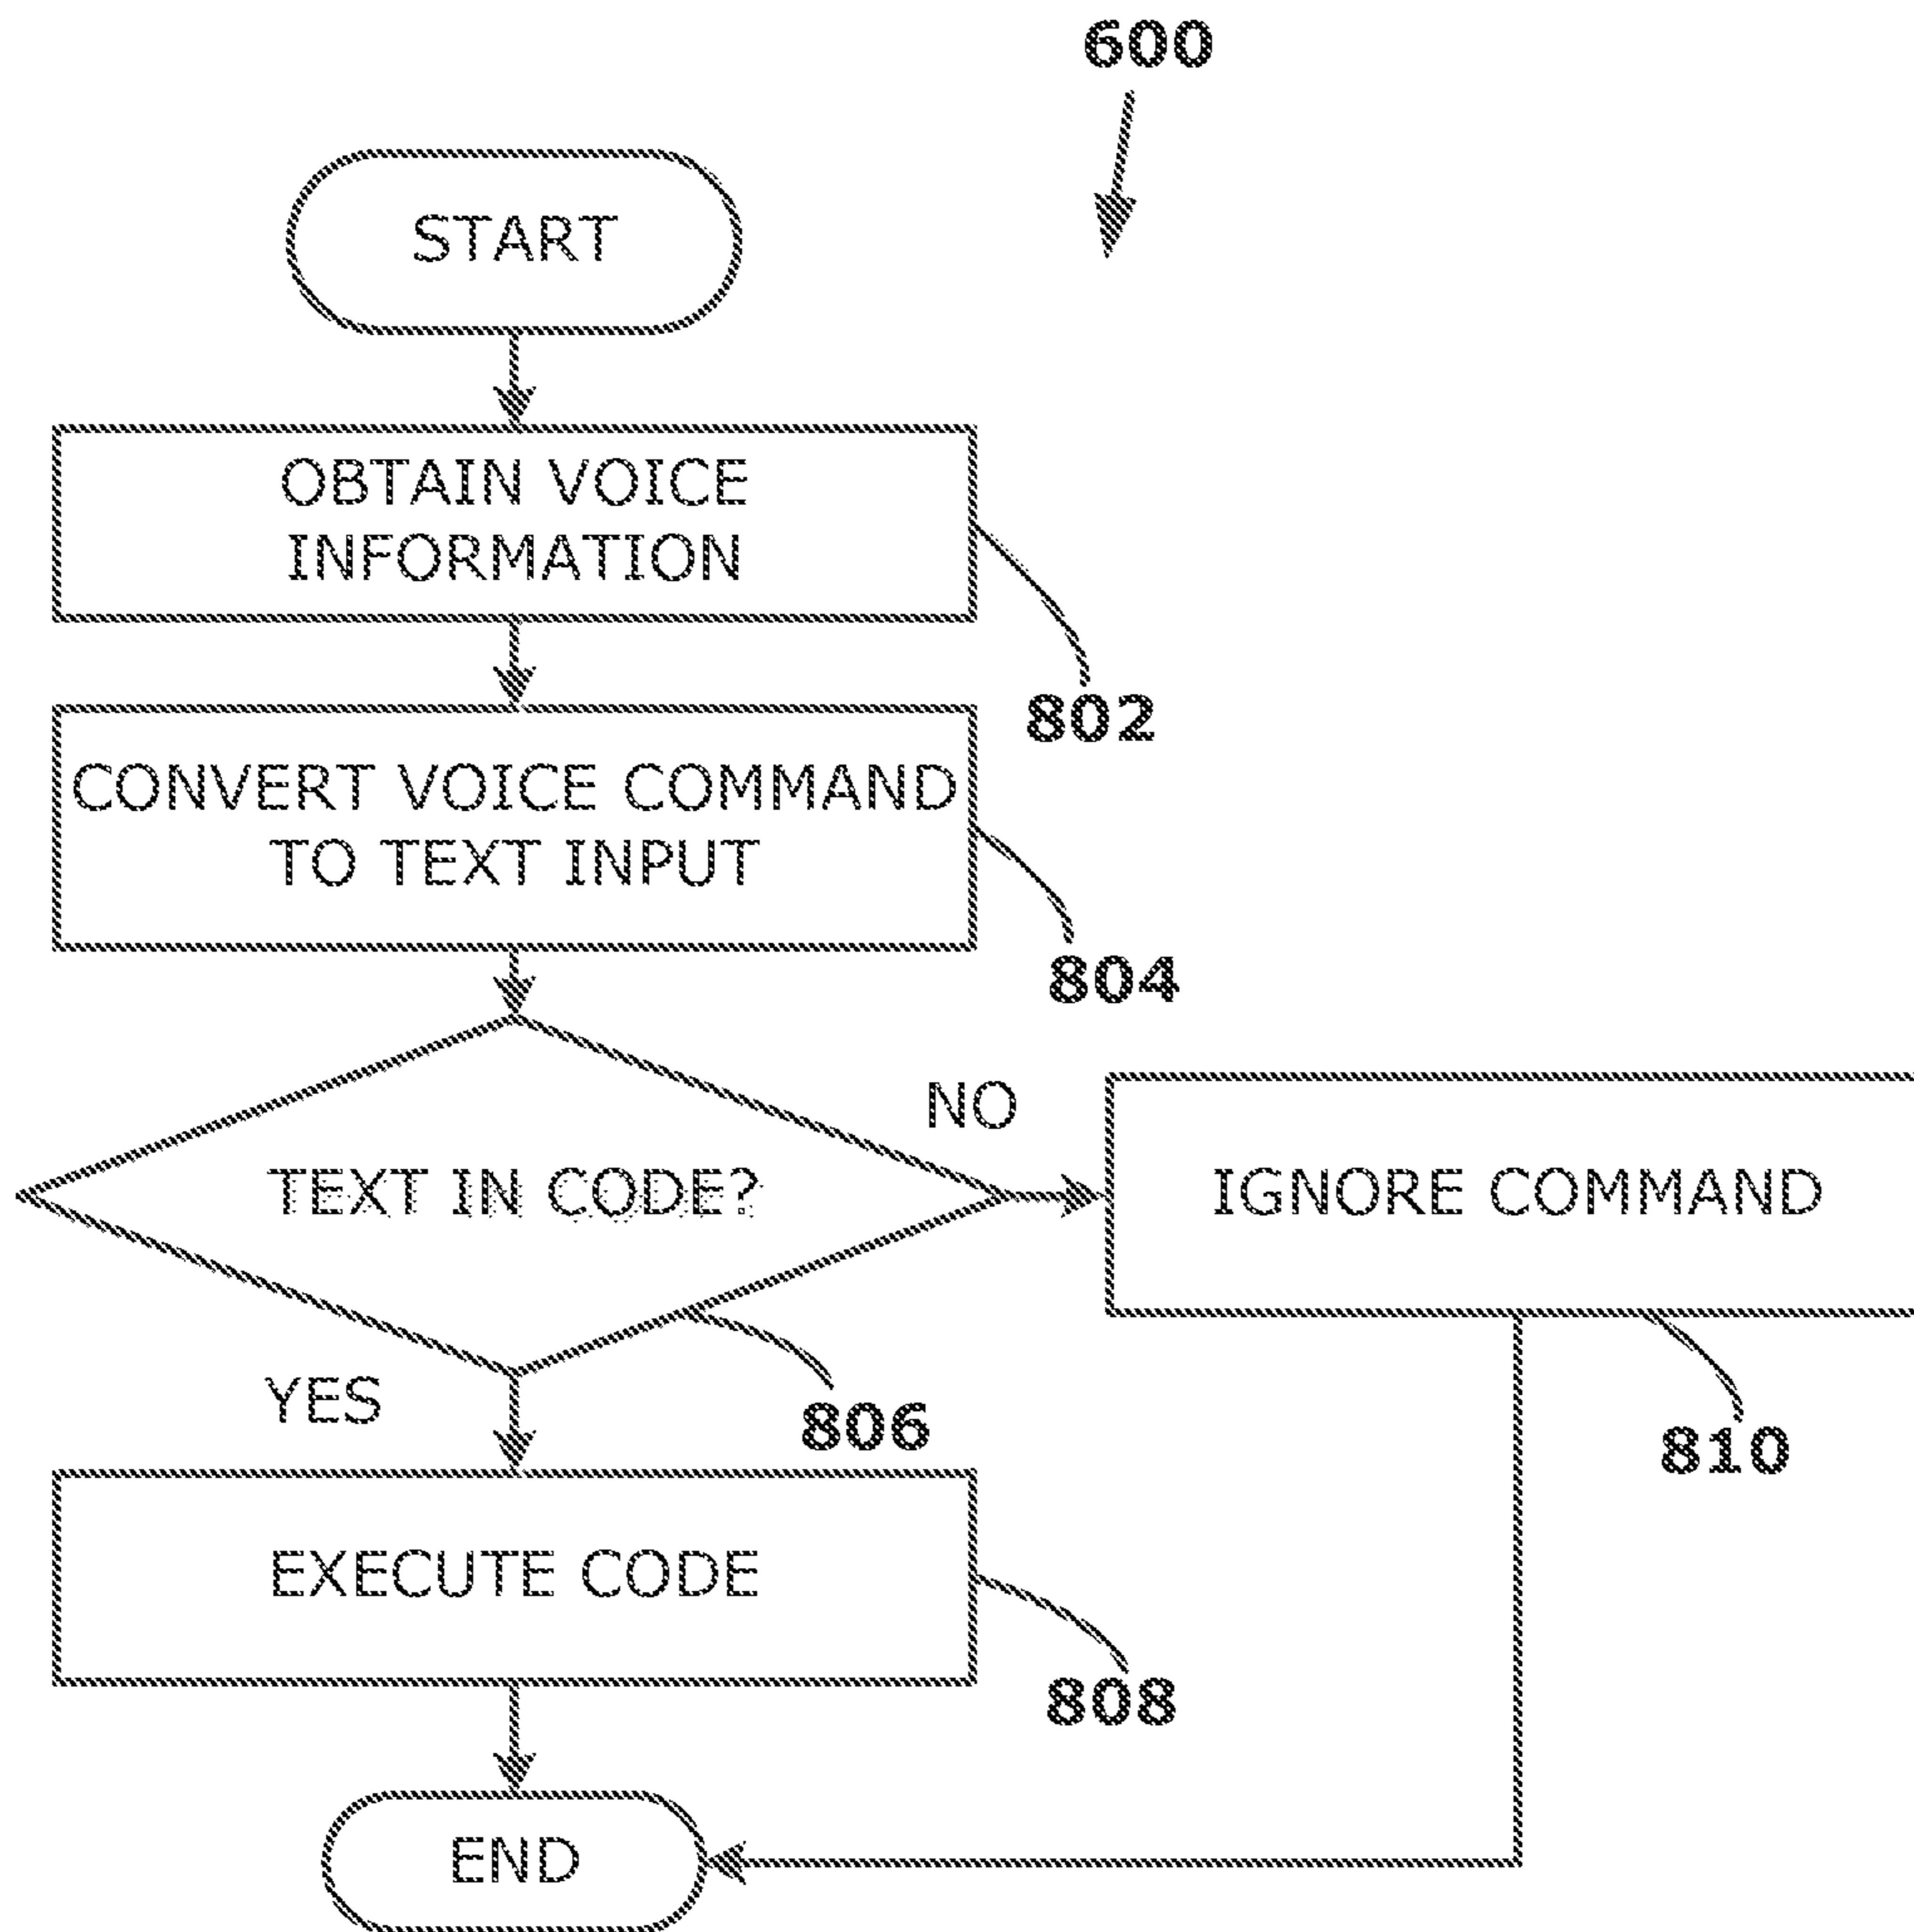 600
START
OBTAIN VOICE
INFORMATION
802
CONVERT VOICE COMMAND
TO TEXT INPUT
804
NO
TEXT IN CODE?
IGNORE COMMAND
YES
806
810
EXECUTE CODE
808
END